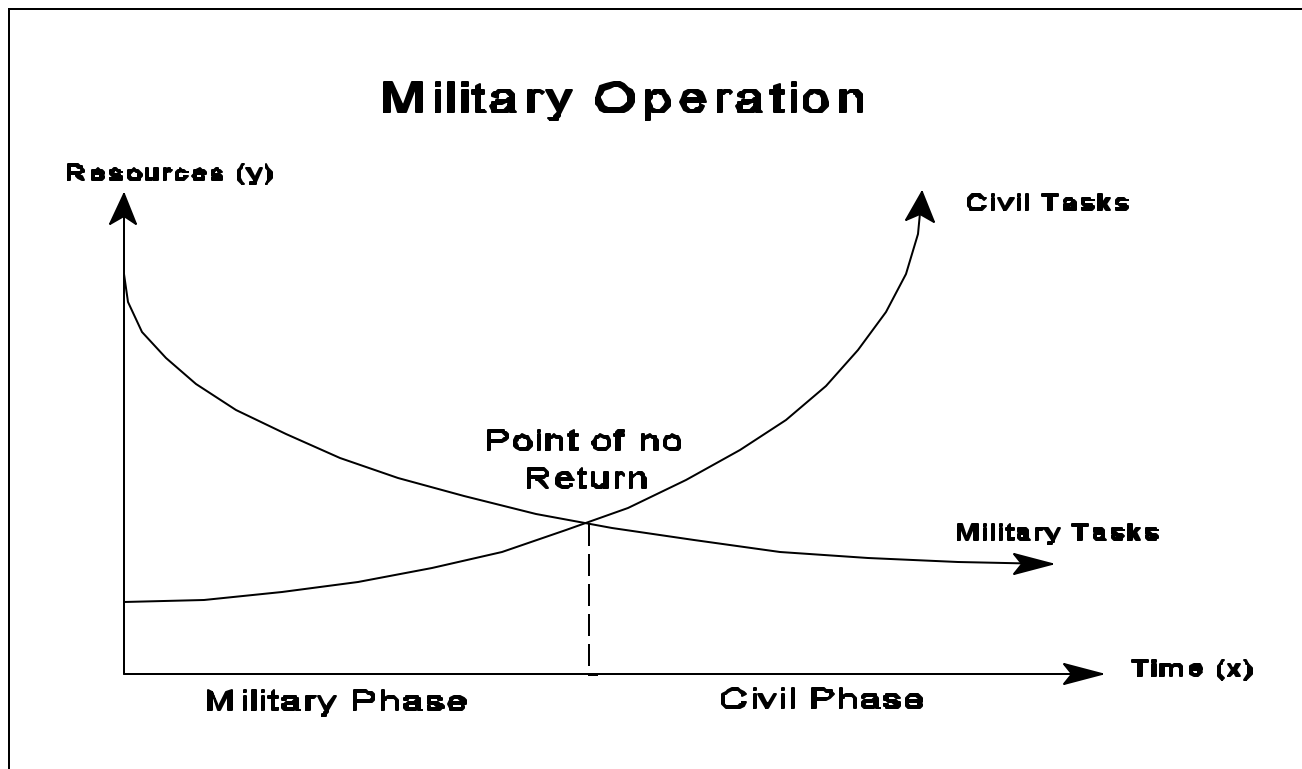 Military Operation
Resources (y)
Civil Tasks
Point of no
Return
Military Tasks
Time (x)
Military Phase
Civil Phase